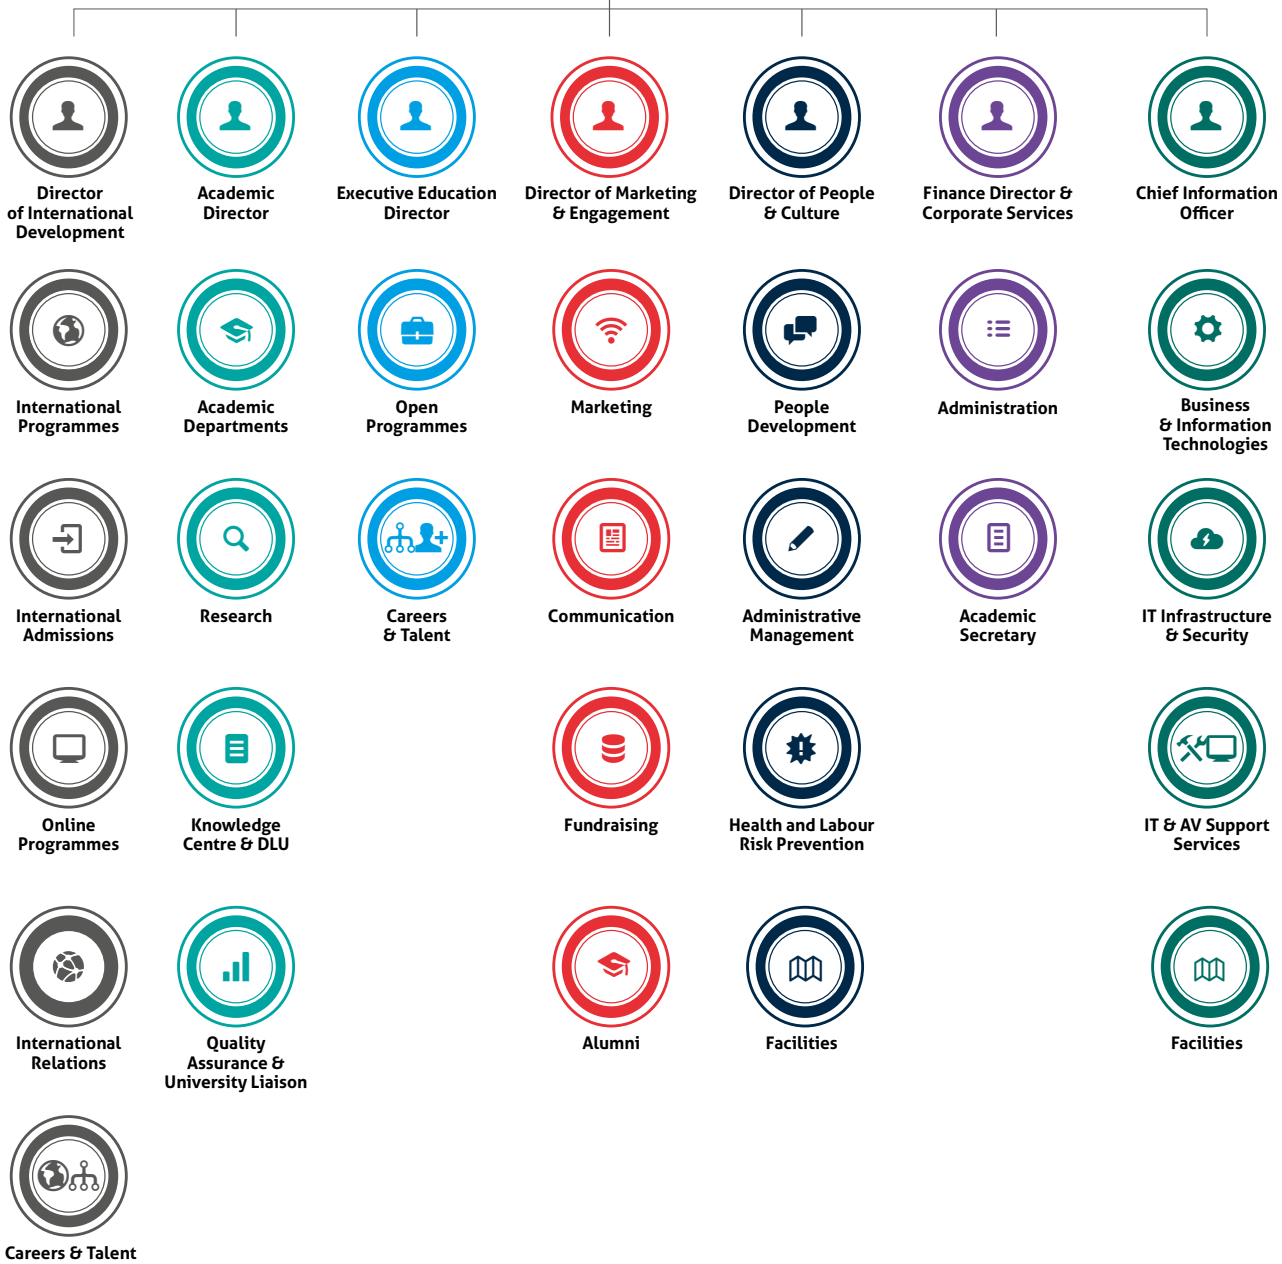 Director
of International
Development
Academic
Director
Executive Education
Director
Director of Marketing
& Engagement
Director of People
& Culture
Finance Director &
Corporate Services
Chief Information
Officer
International
Programmes
Academic
Departments
Open
Programmes
Marketing
People
Development
Administration
Business
& Information
Technologies
International
Admissions
Research
Careers
& Talent
Communication
Administrative
Management
Academic
Secretary
IT Infrastructure
& Security
Online
Programmes
Knowledge
Centre & DLU
Fundraising
Health and Labour
Risk Prevention
IT & AV Support
Services
International
Relations
Quality
Assurance &
University Liaison
Alumni
Facilities
Facilities
Careers & Talent